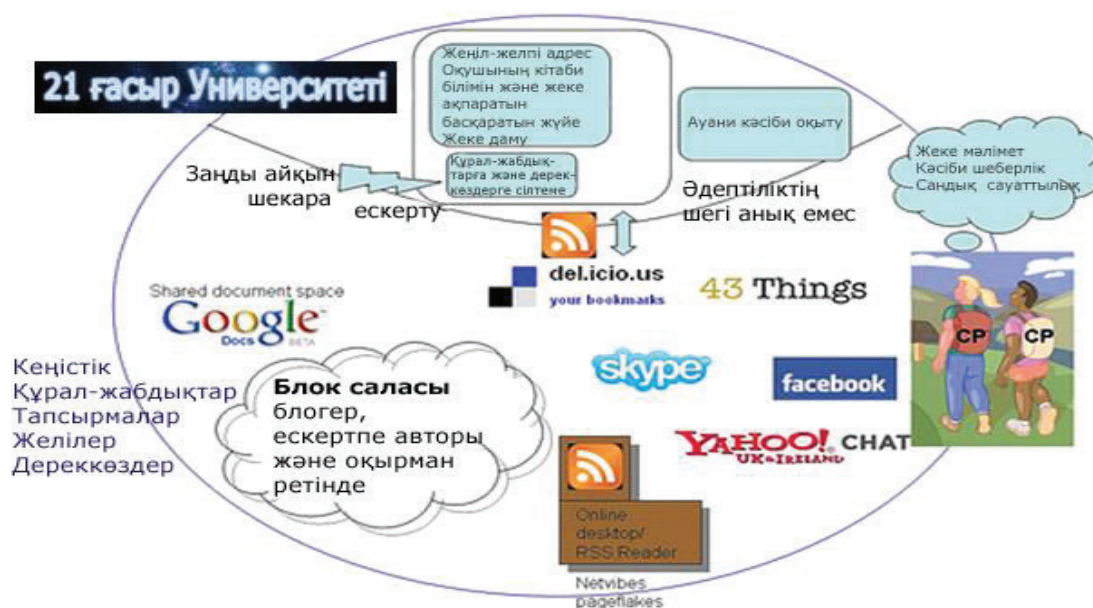 21 ғасыр Университеті
Жеңіл-желпі адрес
Оқушының кітаби
білімін және жеке
ақпаратын
басқаратын жүйе
Жеке даму
Құрал-жабдық-
тарға және дерек-
көздерге сілтеме
Ауани кәсіби оқыту
Жеке мәлімет
Кәсіби шеберлік
Сандық сауаттылық
Заңды айқын
шекара
ескерту
Әдептіліктің
шегі анық емес
del.icio.us
your bookmarks
43 Things
Shared document space
Google
Docs BETA
skype
facebook
CP
CP
Кеңістік
Құрал-жабдықтар
Тапсырмалар
Желілер
Дереккөздер
Блок саласы
блогер,
ескертпе авторы
және оқырман
ретінде
YAHOO! CHAT
UK & IRELAND
Online
desktop/
RSS Reader
Netvibes
pageflakes